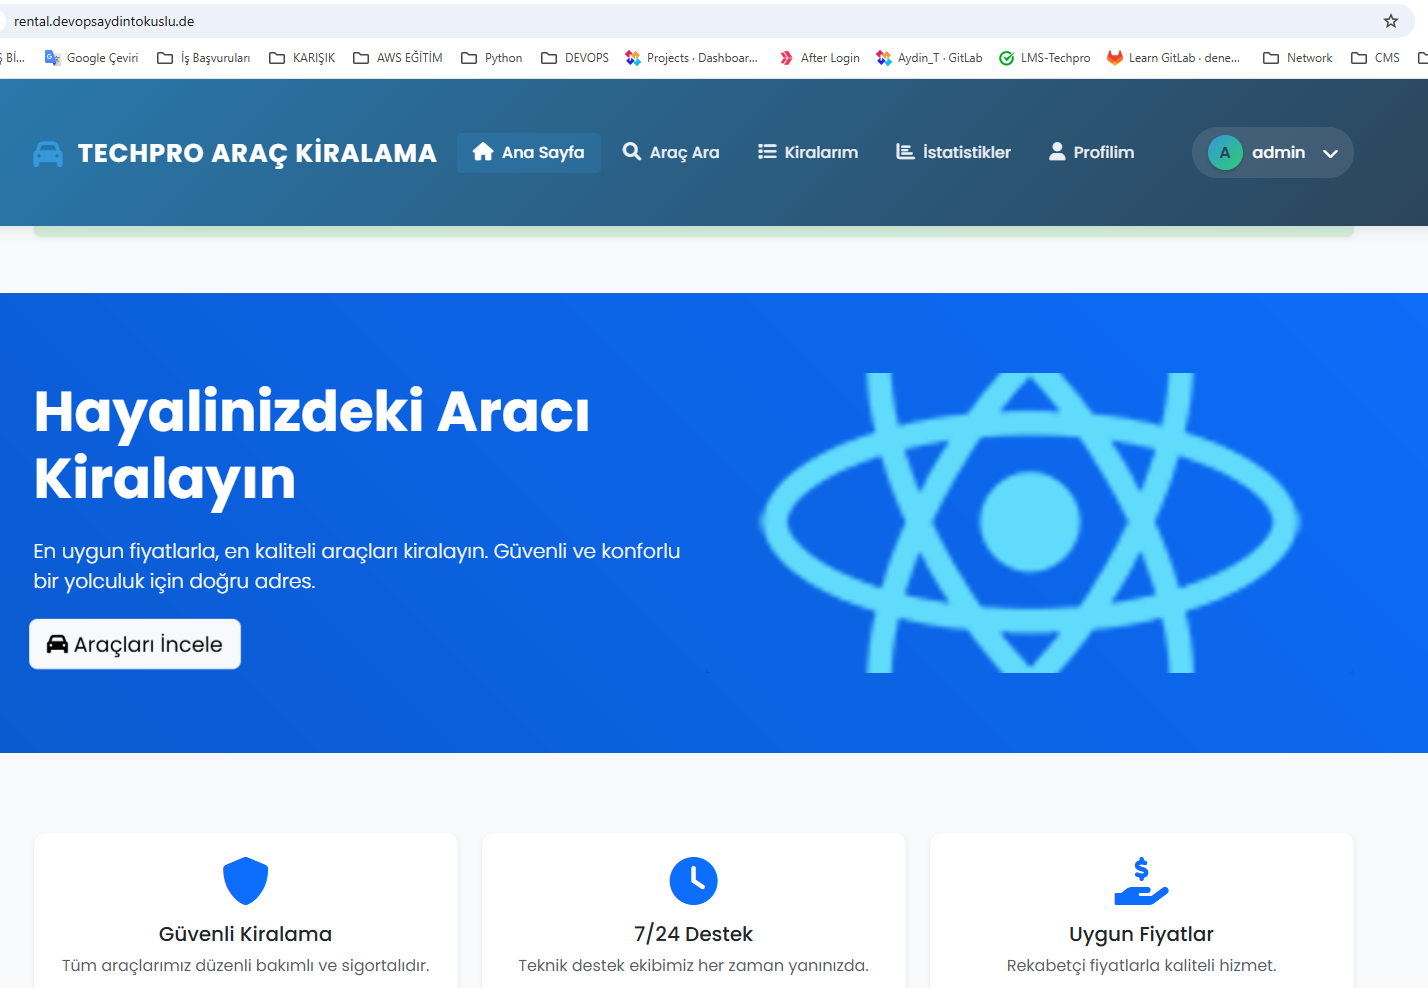 rental.devopsaydintokuslu.de
Google Çeviri
İş Başvuruları
KARIŞIK
AWS EĞİTİM
Python
DEVOPS
Projects · Dashboar...
After Login
Aydin_T · GitLab
LMS-Techpro
Learn GitLab · dene...
Network
CMS
TECHPRO ARAÇ KİRALAMA
Ana Sayfa
Araç Ara
Kiralarım
İstatistikler
Profilim
A
admin
Hayalinizdeki Aracı
Kiralayın
En uygun fiyatlarla, en kaliteli araçları kiralayın. Güvenli ve konforlu
bir yolculuk için doğru adres.
Araçları İncele
Güvenli Kiralama
Tüm araçlarımız düzenli bakımlı ve sigortalıdır.
7/24 Destek
Teknik destek ekibimiz her zaman yanınızda.
Uygun Fiyatlar
Rekabetçi fiyatlarla kaliteli hizmet.